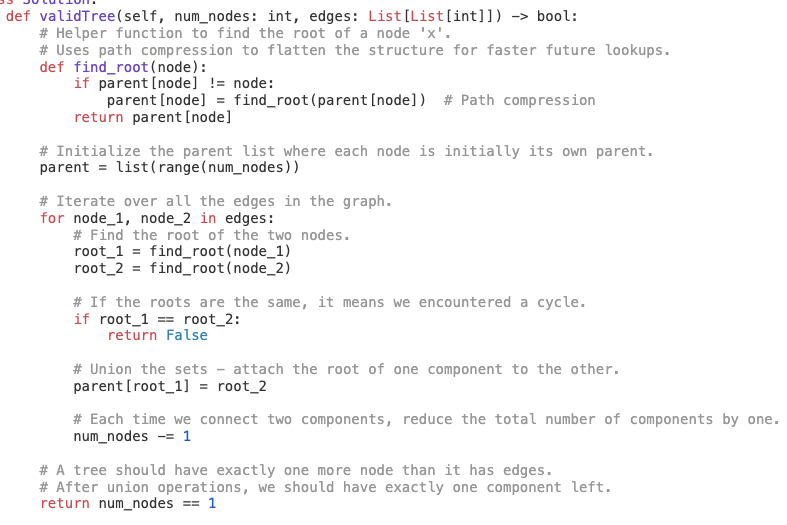 ss Solution:
def validTree(self, num_nodes: int, edges: List[List[int]]) -> bool:
# Helper function to find the root of a node 'x'.
# Uses path compression to flatten the structure for faster future lookups.
def find_root(node):
if parent[node] != node:
parent[node] = find_root(parent[node])  # Path compression
return parent[node]
# Initialize the parent list where each node is initially its own parent.
parent = list(range(num_nodes))
# Iterate over all the edges in the graph.
for node_1, node_2 in edges:
# Find the root of the two nodes.
root_1 = find_root(node_1)
root_2 = find_root(node_2)
# If the roots are the same, it means we encountered a cycle.
if root_1 == root_2:
return False
# Union the sets – attach the root of one component to the other.
parent[root_1] = root_2
# Each time we connect two components, reduce the total number of components by one.
num_nodes -= 1
# A tree should have exactly one more node than it has edges.
# After union operations, we should have exactly one component left.
return num_nodes == 1